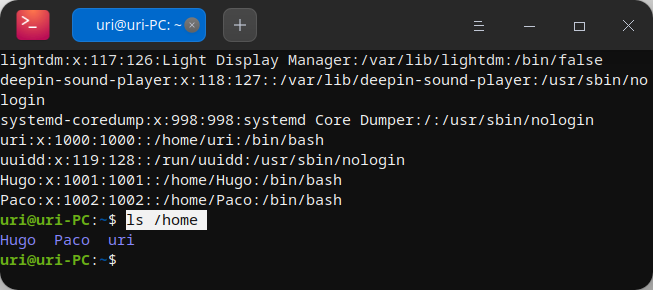 uri@uri-PC: ~
lightdm:x:117:126:Light Display Manager:/var/lib/lightdm:/bin/false
deepin-sound-player:x:118:127::/var/lib/deepin-sound-player:/usr/sbin/no
login
systemd-coredump:x:998:998:systemd Core Dumper:/:/usr/sbin/nologin
uri:x:1000:1000::/home/uri:/bin/bash
uuidd:x:119:128::/run/uuidd:/usr/sbin/nologin
Hugo:x:1001:1001::/home/Hugo:/bin/bash
Paco:x:1002:1002::/home/Paco:/bin/bash
uri@uri-PC:~$ ls /home
Hugo  Paco  uri
uri@uri-PC:~$